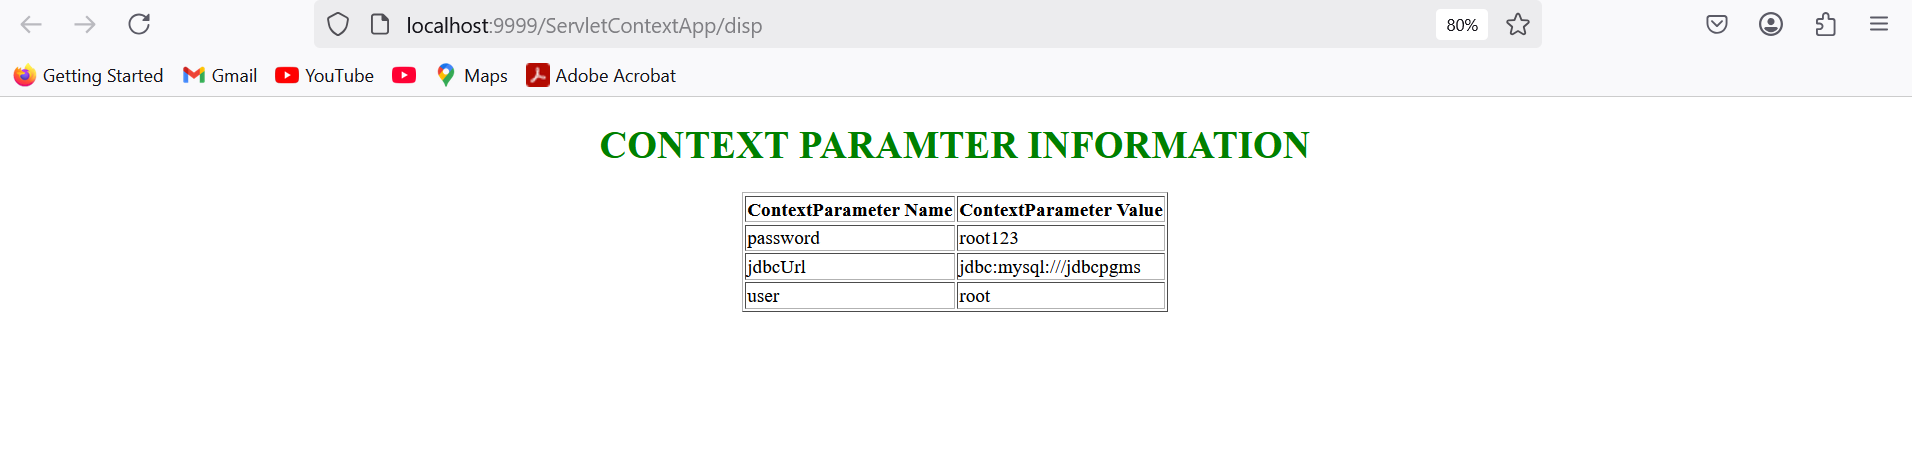 localhost:9999/ServletContextApp/disp 80%
Getting Started Gmail YouTube Maps Adobe Acrobat
CONTEXT PARAMTER INFORMATION
ContextParameter Name ContextParameter Value
password root123
jdbcUrl jdbc:mysql:///jdbcpgms
user root